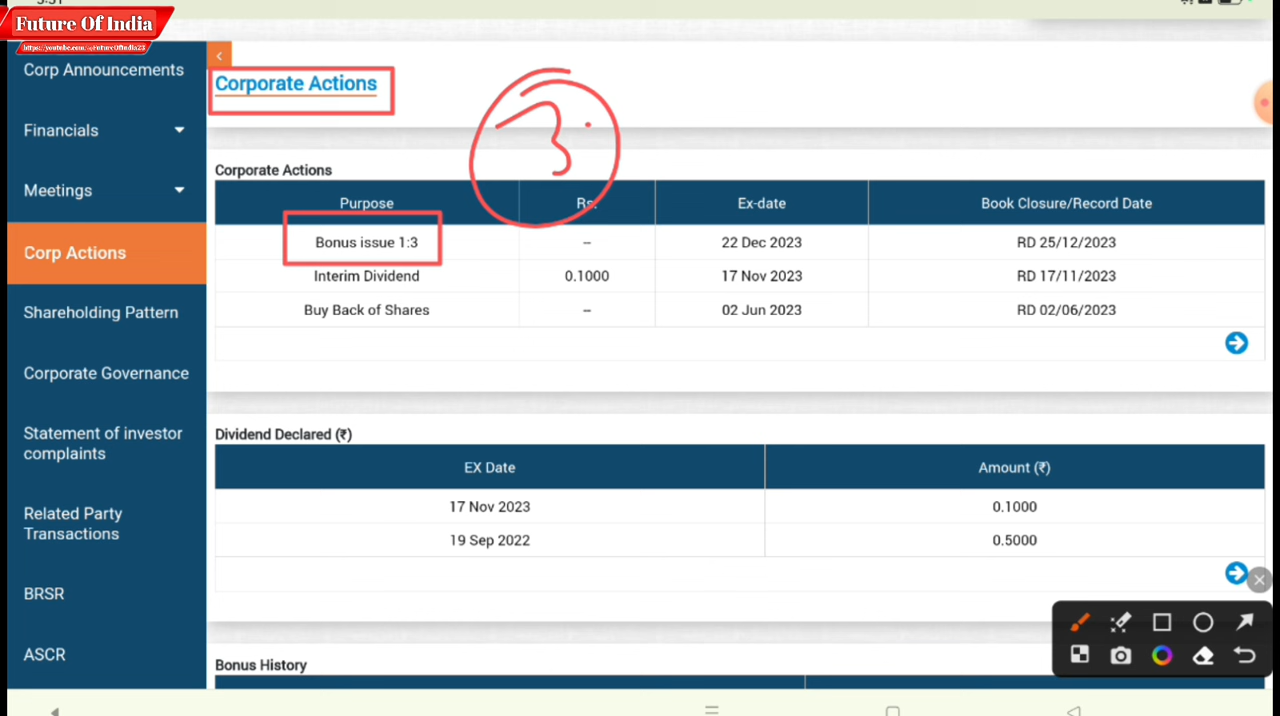 Future Of India
https://youtube.com/@FutureOfIndia23
Corp Announcements
Financials
Meetings
Corp Actions
Shareholding Pattern
Corporate Governance
Statement of investor
complaints
Related Party
Transactions
BRSR
ASCR
Corporate Actions
3
Corporate Actions
Purpose Rs. Ex-date Book Closure/Record Date
Bonus issue 1:3 -- 22 Dec 2023 RD 25/12/2023
Interim Dividend 0.1000 17 Nov 2023 RD 17/11/2023
Buy Back of Shares -- 02 Jun 2023 RD 02/06/2023
Dividend Declared (₹)
EX Date Amount (₹)
17 Nov 2023 0.1000
19 Sep 2022 0.5000
Bonus History